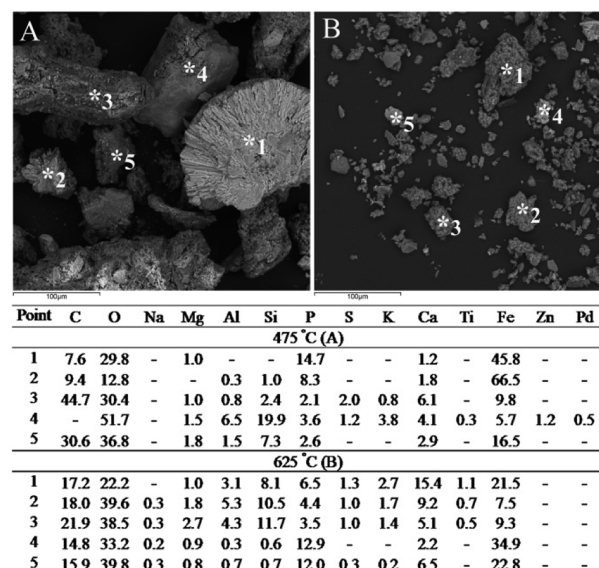 A B
*1 *2 *3 *4 *5
*1 *2 *3 *4 *5
100µm 100µm
Point C O Na Mg Al Si P S K Ca Ti Fe Zn Pd
475 °C (A)
1 7.6 29.8 - 1.0 - - 14.7 - - 1.2 - 45.8 - -
2 9.4 12.8 - - 0.3 1.0 8.3 - - 1.8 - 66.5 - -
3 44.7 30.4 - 1.0 0.8 2.4 2.1 2.0 0.8 6.1 - 9.8 - -
4 - 51.7 - 1.5 6.5 19.9 3.6 1.2 3.8 4.1 0.3 5.7 1.2 0.5
5 30.6 36.8 - 1.8 1.5 7.3 2.6 - - 2.9 - 16.5 - -
625 °C (B)
1 17.2 22.2 - 1.0 3.1 8.1 6.5 1.3 2.7 15.4 1.1 21.5 - -
2 18.0 39.6 0.3 1.8 5.3 10.5 4.4 1.0 1.7 9.2 0.7 7.5 - -
3 21.9 38.5 0.3 2.7 4.3 11.7 3.5 1.0 1.4 5.1 0.5 9.3 - -
4 14.8 33.2 0.2 0.9 0.3 0.6 12.9 - - 2.2 - 34.9 - -
5 15.9 39.8 0.3 0.8 0.7 0.7 12.0 0.3 0.2 6.5 - 22.8 - -